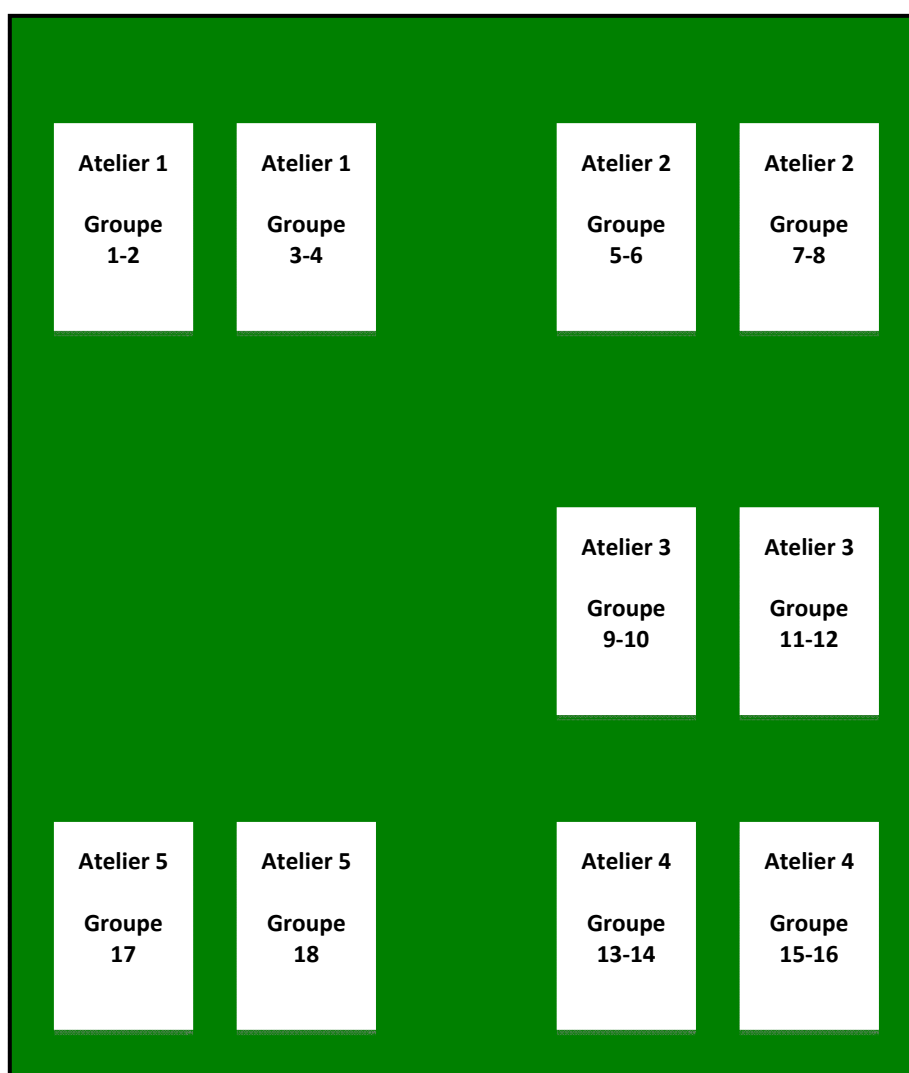 Atelier 1
Groupe
1-2
Atelier 1
Groupe
3-4
Atelier 2
Groupe
5-6
Atelier 2
Groupe
7-8
Atelier 3
Groupe
9-10
Atelier 3
Groupe
11-12
Atelier 5
Groupe
17
Atelier 5
Groupe
18
Atelier 4
Groupe
13-14
Atelier 4
Groupe
15-16